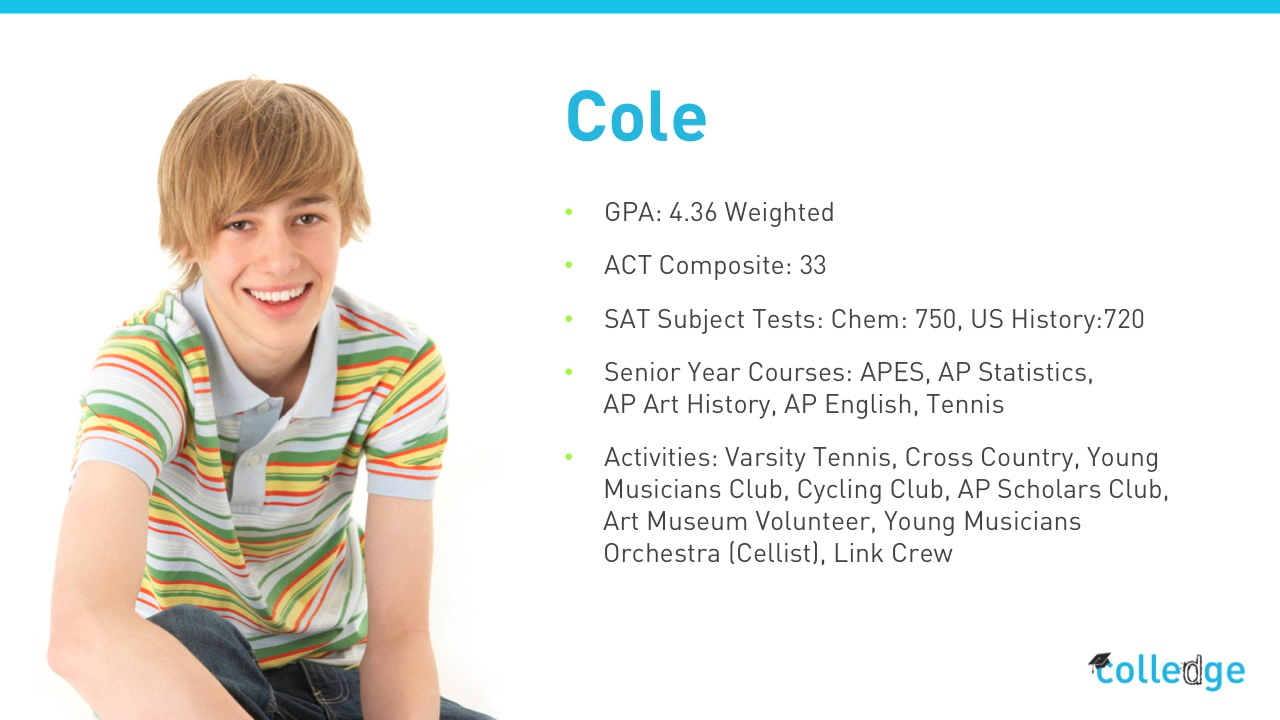 Cole
• GPA: 4.36 Weighted
• ACT Composite: 33
• SAT Subject Tests: Chem: 750, US History:720
• Senior Year Courses: APES, AP Statistics,
AP Art History, AP English, Tennis
• Activities: Varsity Tennis, Cross Country, Young
Musicians Club, Cycling Club, AP Scholars Club,
Art Museum Volunteer, Young Musicians
Orchestra (Cellist), Link Crew
colledge